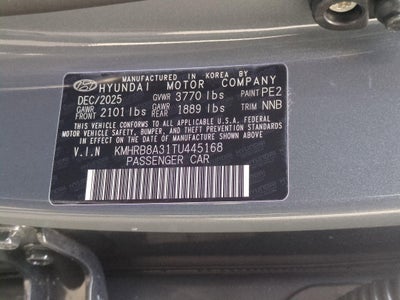 MANUFACTURED IN KOREA BY
HYUNDAI MOTOR COMPANY
DEC/2025 GVWR 3770 lbs PAINT PE2
GAWR FRONT 2101 lbs GAWR REAR 1889 lbs TRIM NNB
THIS VEHICLE CONFORMS TO ALL APPLICABLE U.S. FEDERAL
MOTOR VEHICLE SAFETY, BUMPER, AND THEFT PREVENTION STANDARDS
IN EFFECT ON THE DATE OF MANUFACTURE SHOWN ABOVE.
V.I.N KMHRB8A31TU445168
PASSENGER CAR